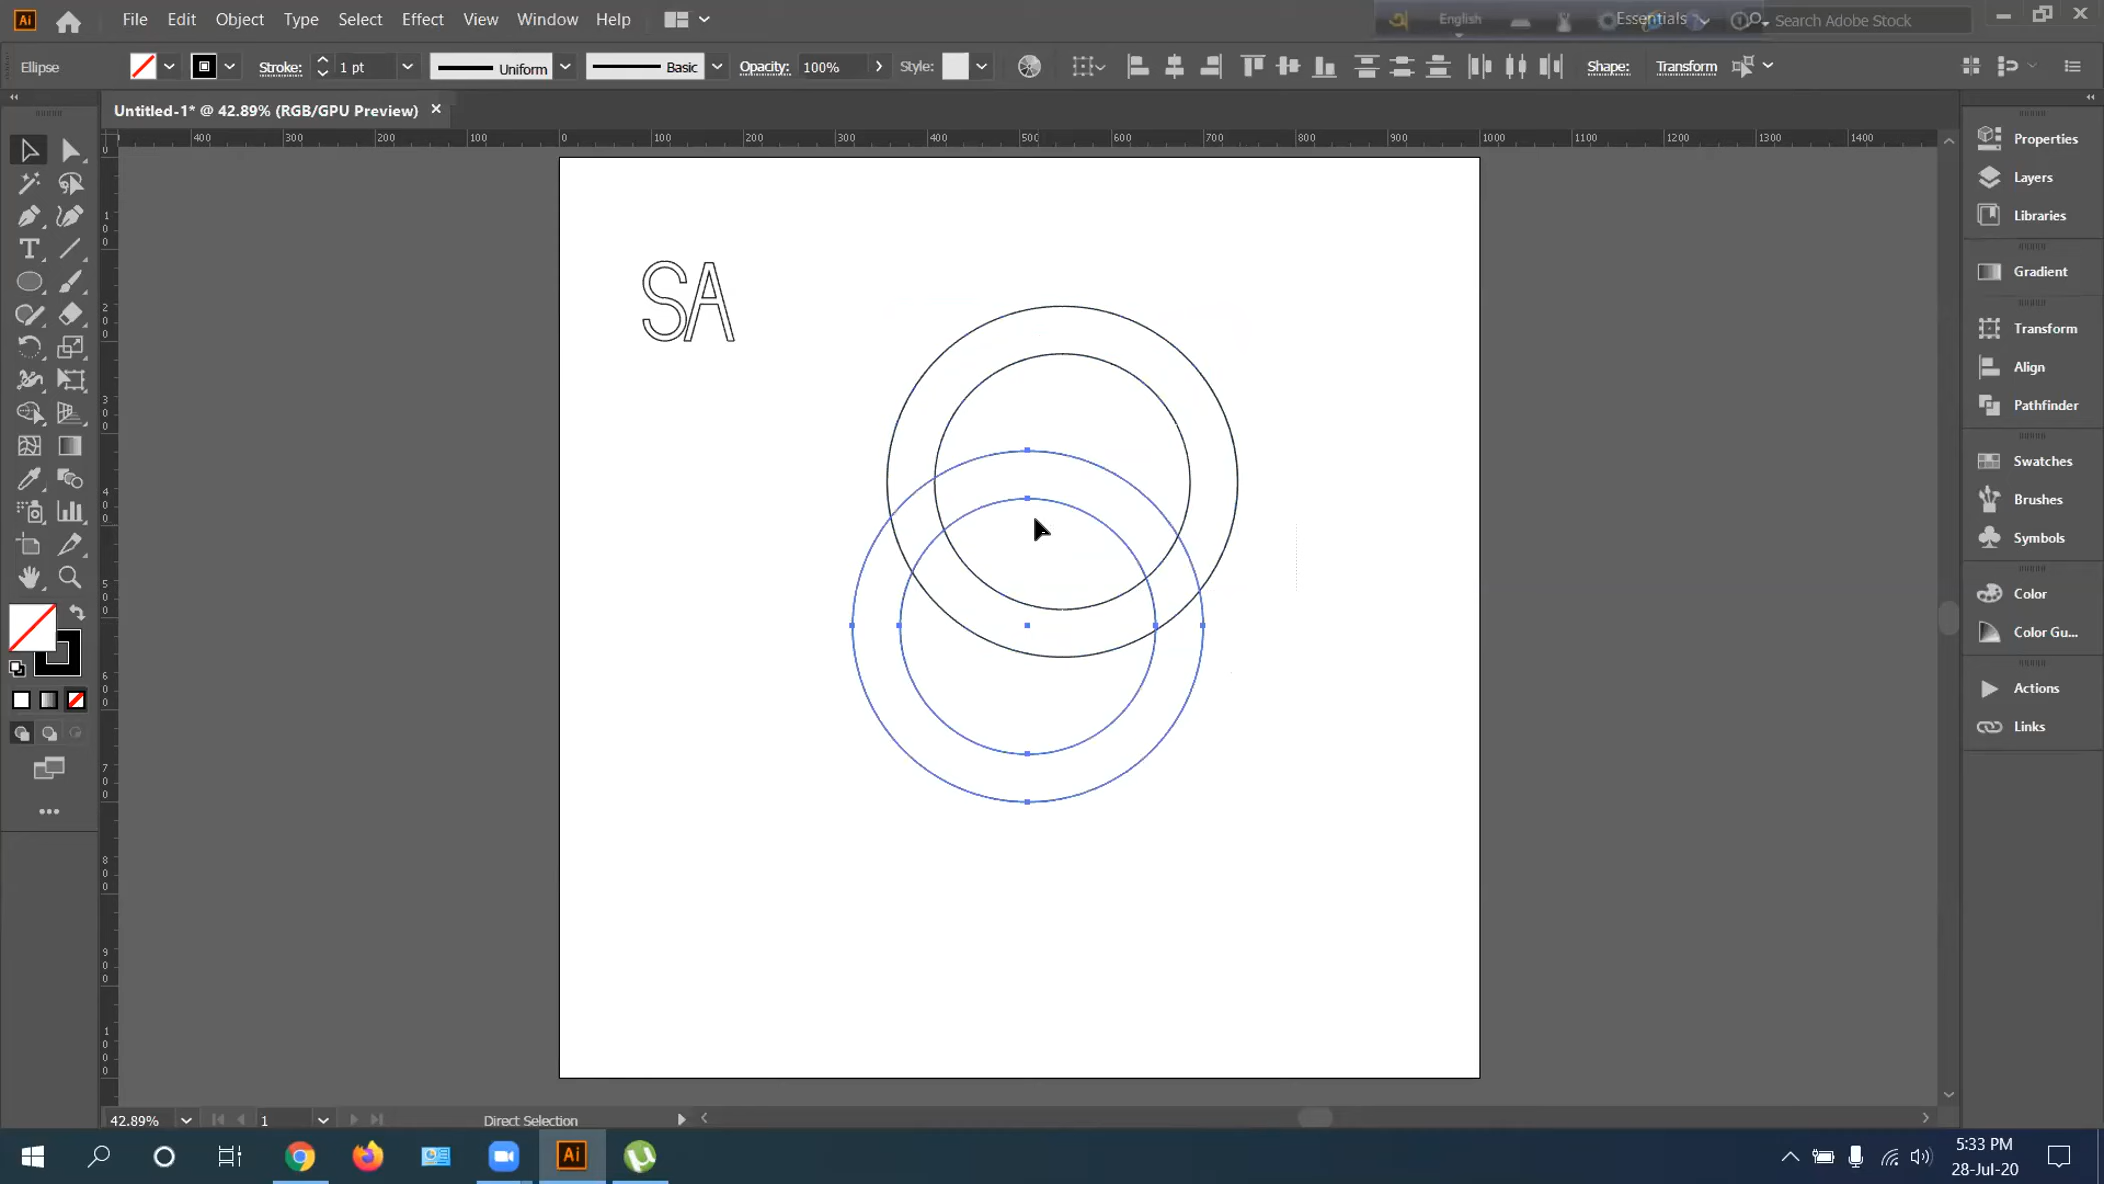 Ai File Edit Object Type Select Effect View Window Help English Essentials Search Adobe Stock
Ellipse Stroke: 1 pt Uniform Basic Opacity: 100% Style: Shape: Transform
Untitled-1* @ 42.89% (RGB/GPU Preview) ×
400 300 200 100 0 100 200 300 400 500 600 700 800 900 1000 1100 1200 1300 1400
SA
Properties
Layers
Libraries
Gradient
Transform
Align
Pathfinder
Swatches
Brushes
Symbols
Color
Color Gu...
Actions
Links
42.89% 1 Direct Selection
Ai
5:33 PM
28-Jul-20